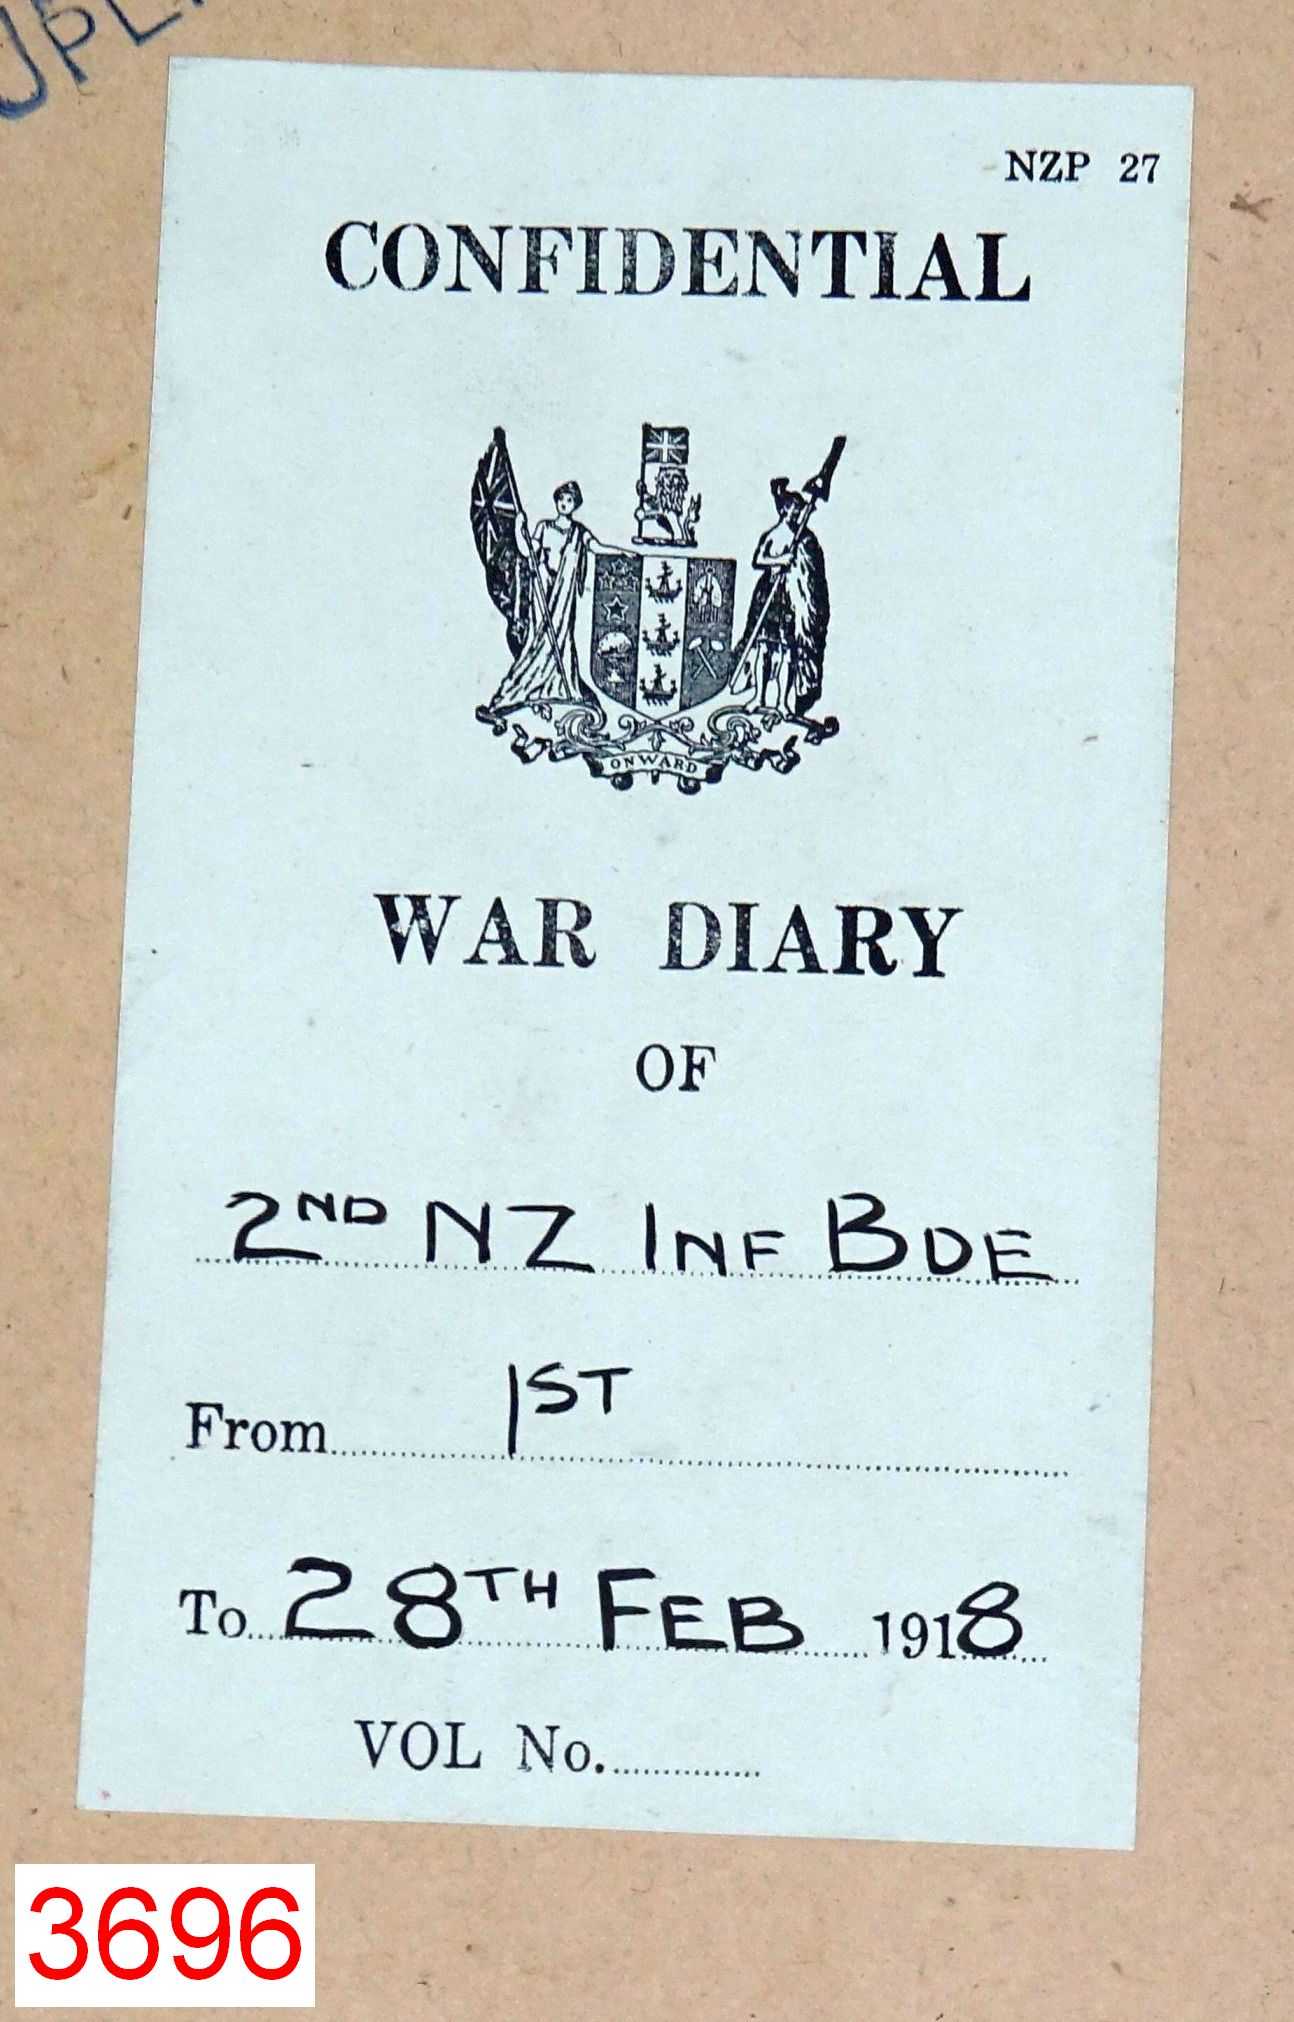 NZP 27
CONFIDENTIAL
ONWARD
WAR DIARY
OF
2ND NZ INF BDE
From 1ST
To 28TH FEB 1918
VOL No.
3696